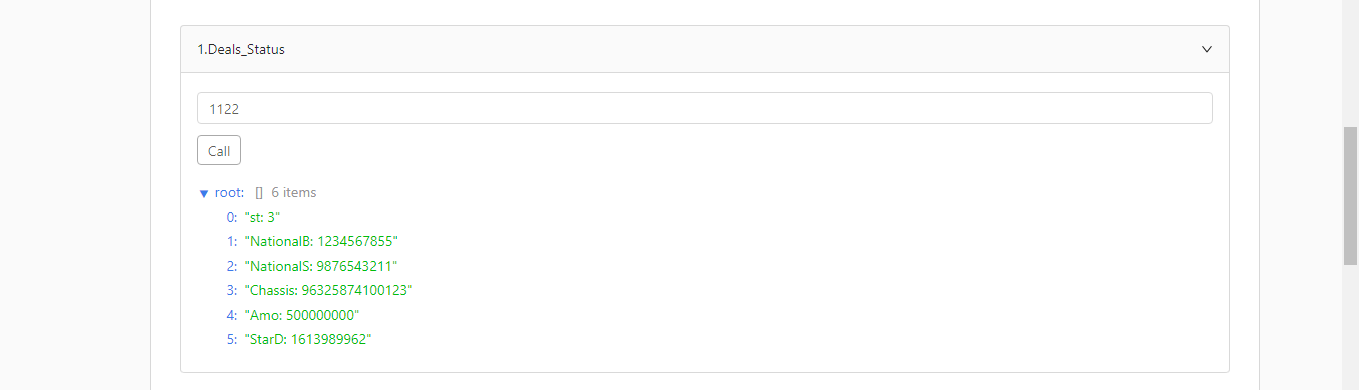 1.Deals_Status
1122
Call
root: [] 6 items
0: "st: 3"
1: "NationalB: 1234567855"
2: "NationalS: 9876543211"
3: "Chassis: 96325874100123"
4: "Amo: 500000000"
5: "StarD: 1613989962"